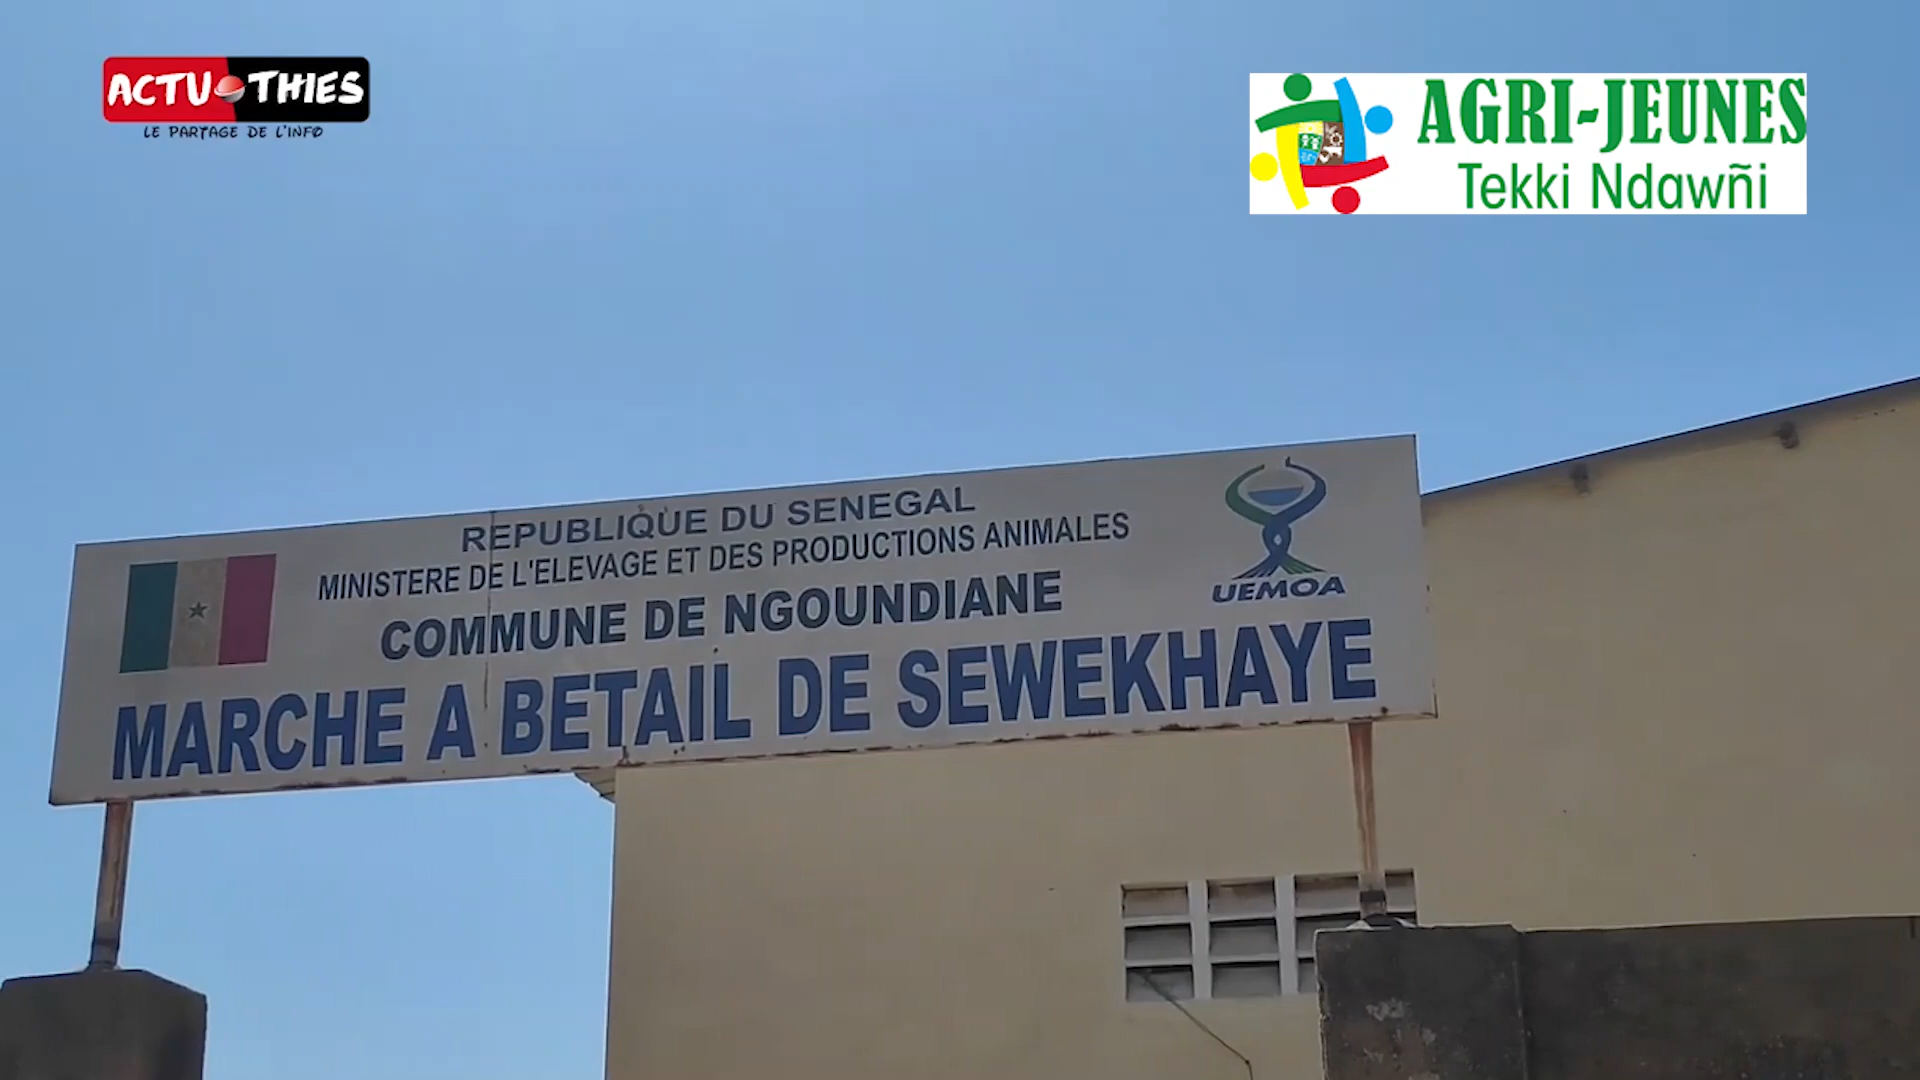 ACTU THIES
LE PARTAGE DE L'INFO
AGRI-JEUNES
Tekki Ndawñi
REPUBLIQUE DU SENEGAL
MINISTERE DE L'ELEVAGE ET DES PRODUCTIONS ANIMALES
COMMUNE DE NGOUNDIANE
UEMOA
MARCHE A BETAIL DE SEWEKHAYE